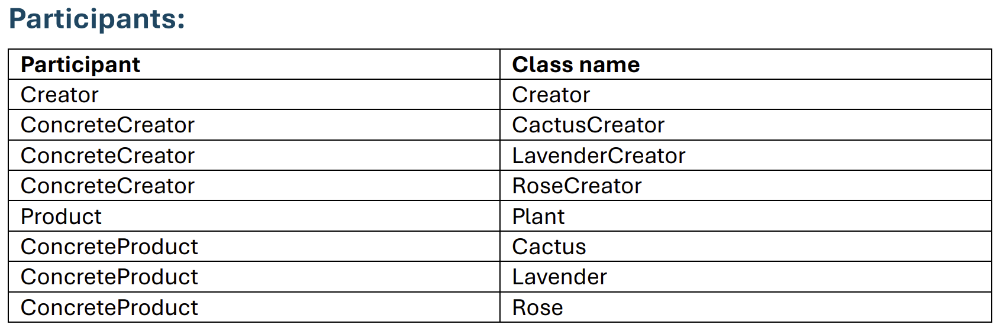 Participants:
Participant Class name
Creator Creator
ConcreteCreator CactusCreator
ConcreteCreator LavenderCreator
ConcreteCreator RoseCreator
Product Plant
ConcreteProduct Cactus
ConcreteProduct Lavender
ConcreteProduct Rose